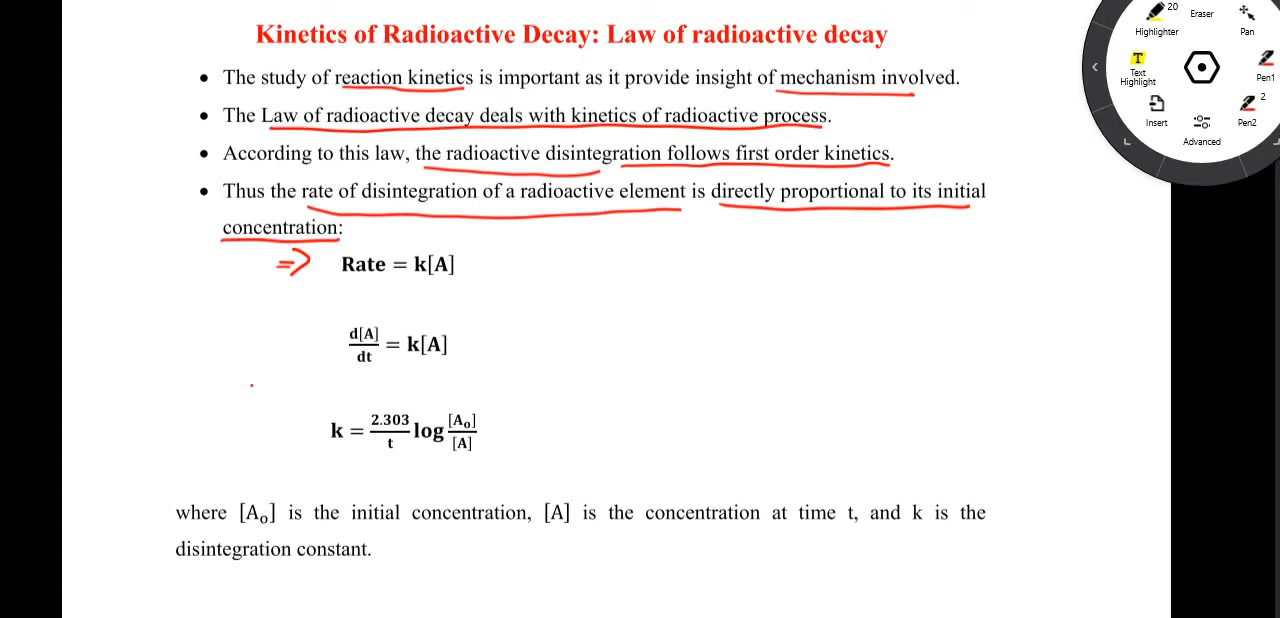 Kinetics of Radioactive Decay: Law of radioactive decay
• The study of reaction kinetics is important as it provide insight of mechanism involved.
• The Law of radioactive decay deals with kinetics of radioactive process.
• According to this law, the radioactive disintegration follows first order kinetics.
• Thus the rate of disintegration of a radioactive element is directly proportional to its initial
concentration:
⇒ Rate = k[A]
d[A]/dt = k[A]
k = 2.303/t log [A₀]/[A]
where [A₀] is the initial concentration, [A] is the concentration at time t, and k is the
disintegration constant.
20
Highlighter
Eraser
Pan
T
Text
Highlight
Pen1
Insert
Advanced
2
Pen2